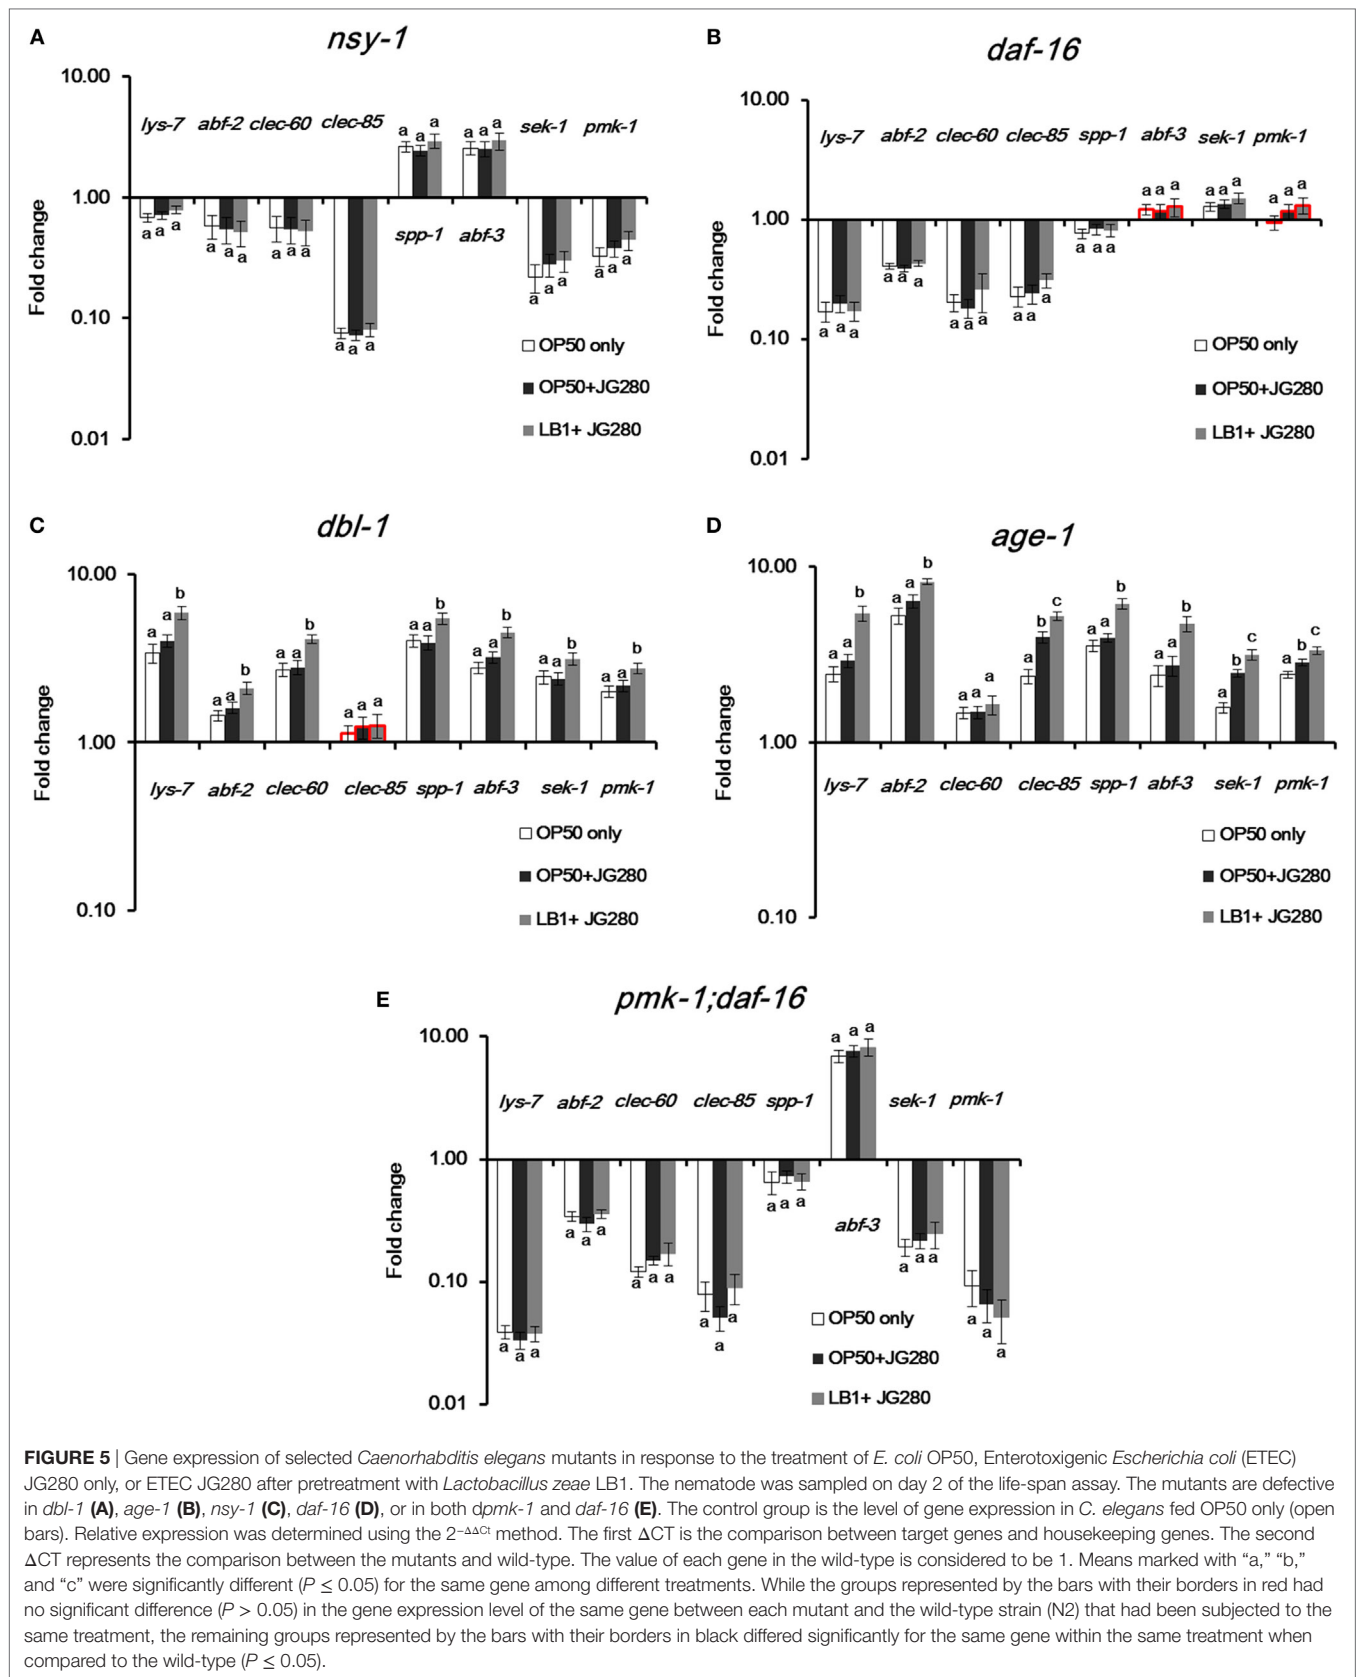 A
nsy-1
10.00
lys-7 abf-2 clec-60 clec-85 sek-1 pmk-1
a a a a a a
1.00
spp-1 abf-3
a a a a a a a a a a a a a a a a a a
0.10
0.01
Fold change
OP50 only
OP50+JG280
LB1+ JG280
B
daf-16
10.00
lys-7 abf-2 clec-60 clec-85 spp-1 abf-3 sek-1 pmk-1
a a a a a a a a
1.00
a a a a a a a a a a a a a a a a
0.10
0.01
Fold change
OP50 only
OP50+JG280
LB1+ JG280
C
dbl-1
10.00
a a b a a b a a b a a a a a b a a b a a b a a b
1.00
lys-7 abf-2 clec-60 clec-85 spp-1 abf-3 sek-1 pmk-1
0.10
Fold change
OP50 only
OP50+JG280
LB1+ JG280
D
age-1
10.00
a a b a a b a a a a b c a a b a a b a b c a b c
1.00
lys-7 abf-2 clec-60 clec-85 spp-1 abf-3 sek-1 pmk-1
0.10
Fold change
OP50 only
OP50+JG280
LB1+ JG280
E
pmk-1;daf-16
10.00
a a a
lys-7 abf-2 clec-60 clec-85 spp-1 sek-1 pmk-1
1.00
abf-3
a a a a a a a a a a a a a a a a a a a a a
0.10
0.01
Fold change
OP50 only
OP50+JG280
LB1+ JG280
FIGURE 5 | Gene expression of selected Caenorhabditis elegans mutants in response to the treatment of E. coli OP50, Enterotoxigenic Escherichia coli (ETEC)
JG280 only, or ETEC JG280 after pretreatment with Lactobacillus zeae LB1. The nematode was sampled on day 2 of the life-span assay. The mutants are defective
in dbl-1 (A), age-1 (B), nsy-1 (C), daf-16 (D), or in both dpmk-1 and daf-16 (E). The control group is the level of gene expression in C. elegans fed OP50 only (open
bars). Relative expression was determined using the 2−ΔΔCt method. The first ΔCT is the comparison between target genes and housekeeping genes. The second
ΔCT represents the comparison between the mutants and wild-type. The value of each gene in the wild-type is considered to be 1. Means marked with “a,” “b,”
and “c” were significantly different (P ≤ 0.05) for the same gene among different treatments. While the groups represented by the bars with their borders in red had
no significant difference (P > 0.05) in the gene expression level of the same gene between each mutant and the wild-type strain (N2) that had been subjected to the
same treatment, the remaining groups represented by the bars with their borders in black differed significantly for the same gene within the same treatment when
compared to the wild-type (P ≤ 0.05).